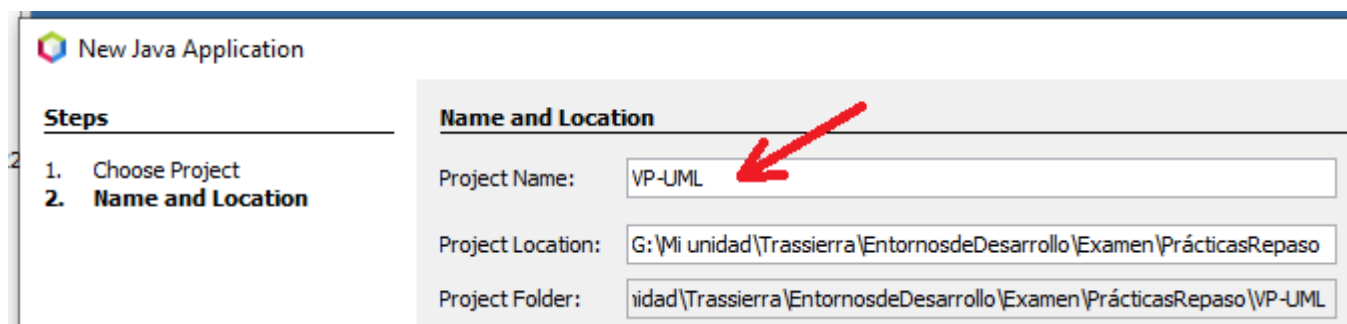 New Java Application
Steps
1. Choose Project
2. Name and Location
Name and Location
Project Name: VP-UML
Project Location: G:\Mi unidad\Trassierra\EntornosdeDesarrollo\Examen\PrácticasRepaso
Project Folder: nidad\Trassierra\EntornosdeDesarrollo\Examen\PrácticasRepaso\VP-UML